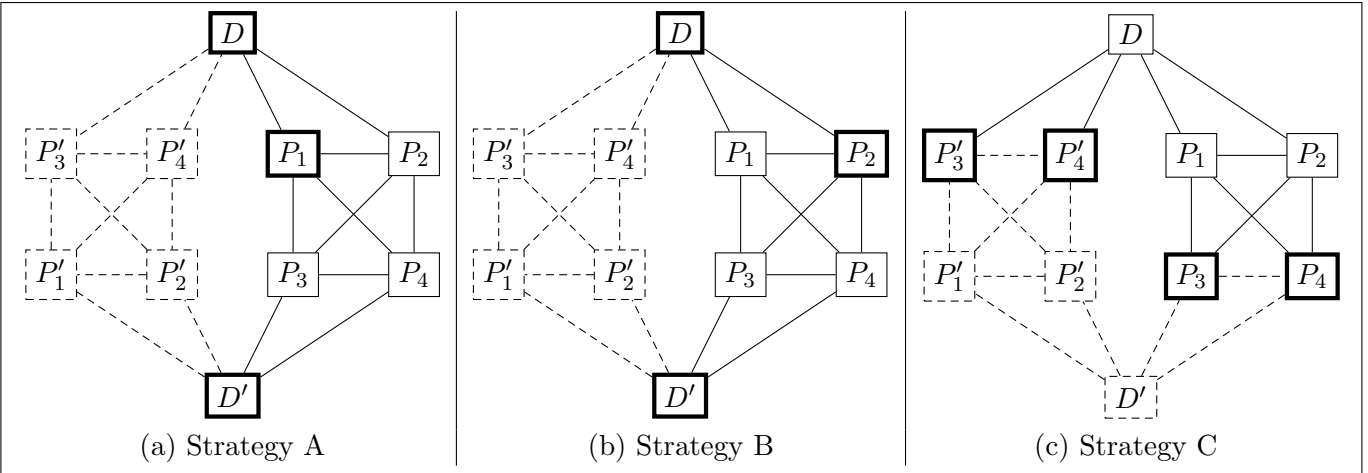 D D D
P′3 P′4 P1 P2 P′3 P′4 P1 P2 P′3 P′4 P1 P2
P′1 P′2 P3 P4 P′1 P′2 P3 P4 P′1 P′2 P3 P4
D′ D′ D′
(a) Strategy A (b) Strategy B (c) Strategy C